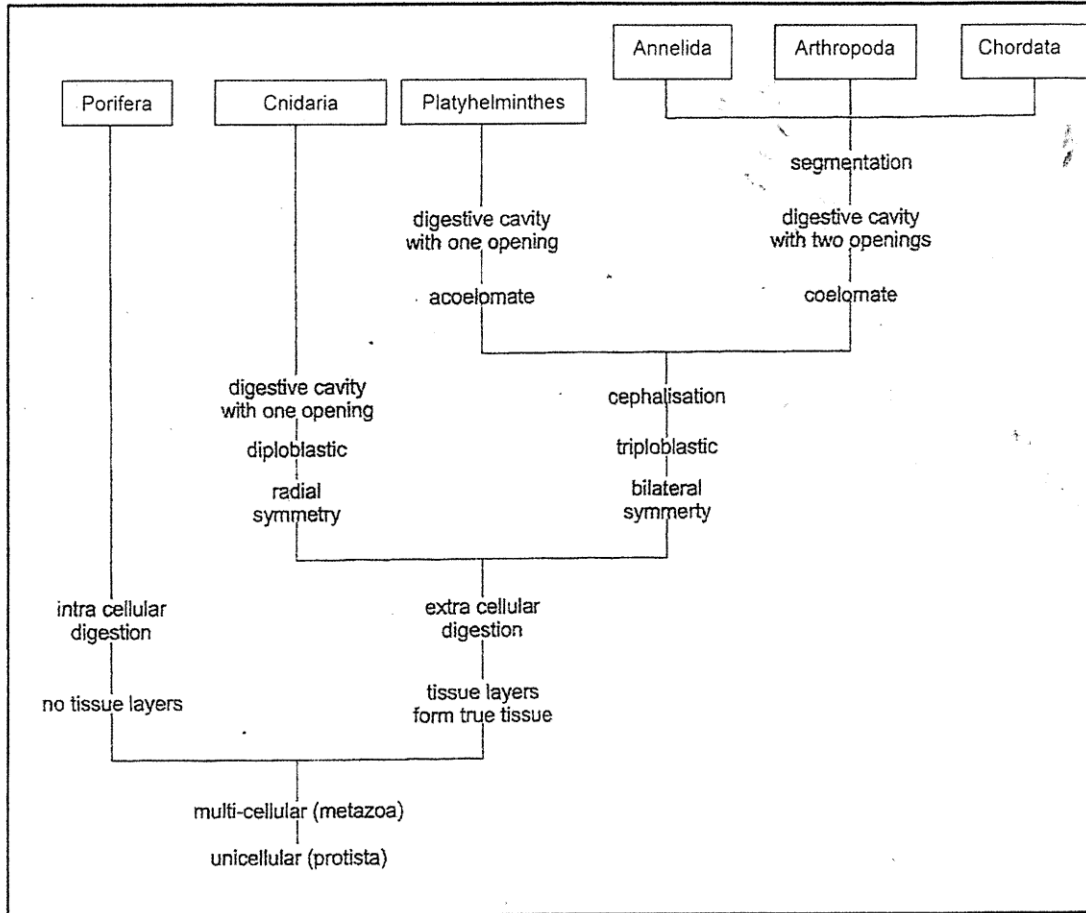 Annelida
Arthropoda
Chordata
Porifera
Cnidaria
Platyhelminthes
segmentation
digestive cavity
with one opening
digestive cavity
with two openings
acoelomate
coelomate
digestive cavity
with one opening
cephalisation
diploblastic
triploblastic
radial
symmetry
bilateral
symmerty
intra cellular
digestion
extra cellular
digestion
no tissue layers
tissue layers
form true tissue
multi-cellular (metazoa)
unicellular (protista)